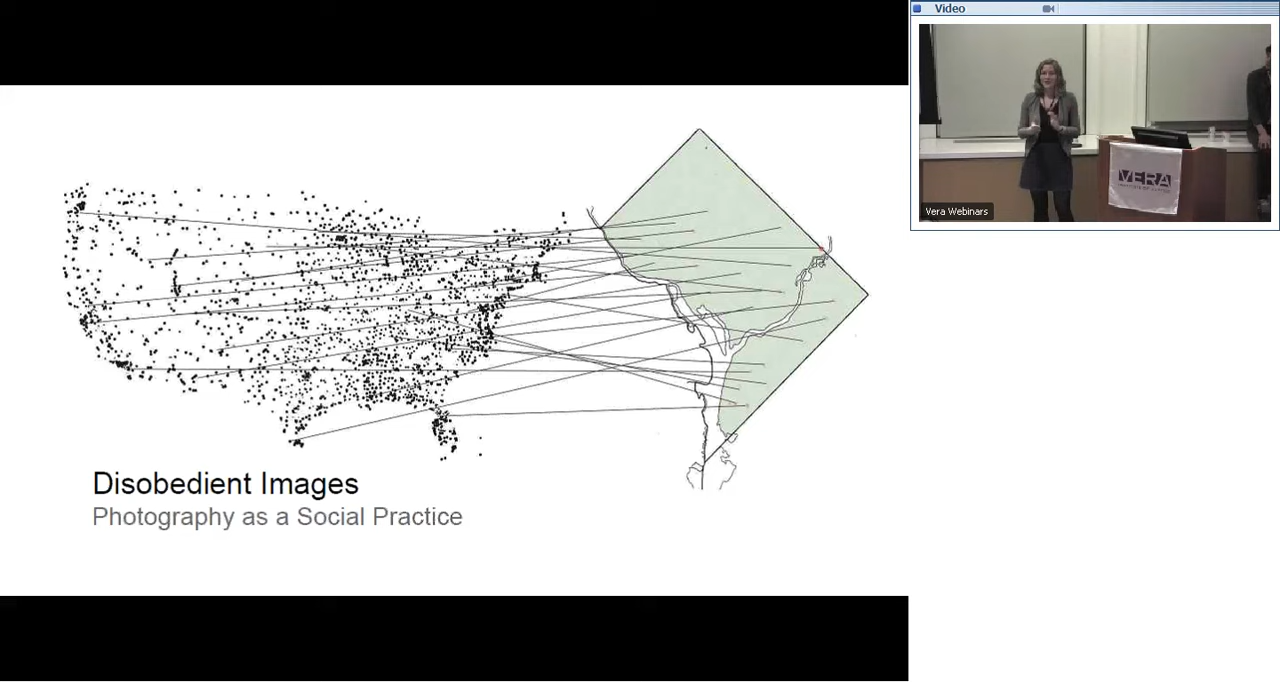 Video
Disobedient Images
Photography as a Social Practice
VERA
Vera Webinars